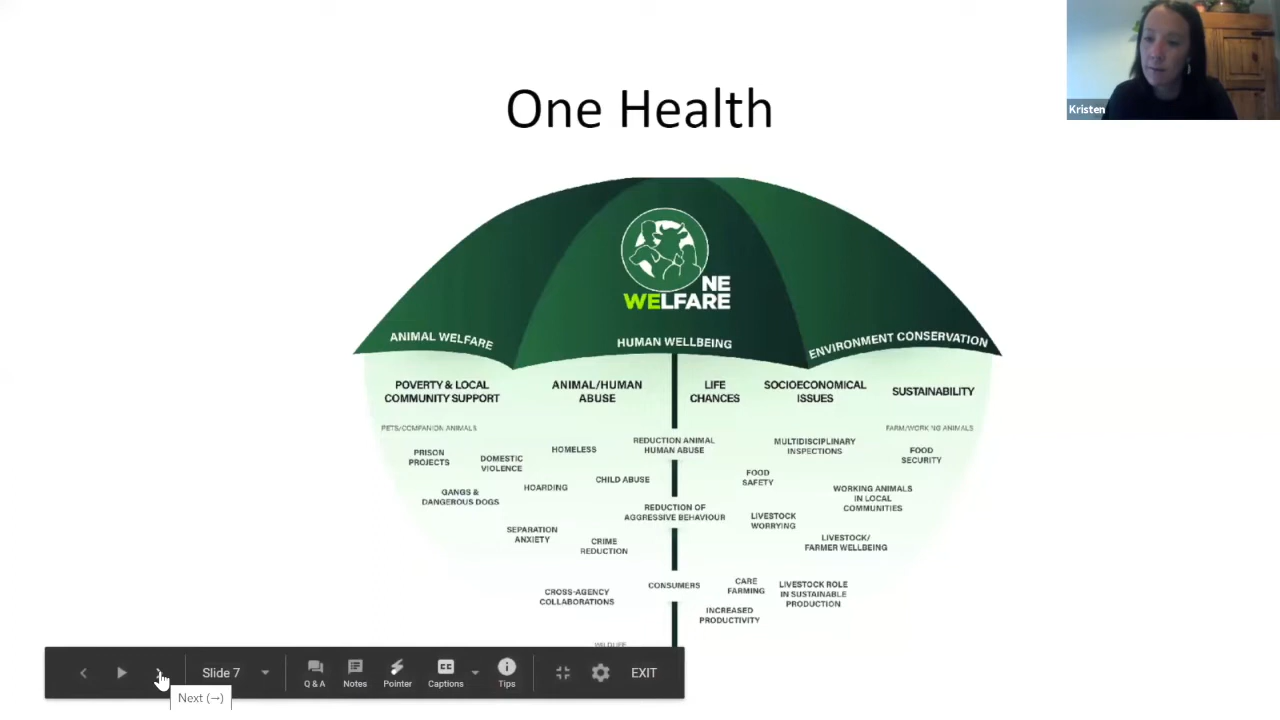 Kristen
One Health
ONE
WELFARE
ANIMAL WELFARE
HUMAN WELLBEING
ENVIRONMENT CONSERVATION
POVERTY & LOCAL
COMMUNITY SUPPORT
ANIMAL/HUMAN
ABUSE
LIFE
CHANCES
SOCIOECONOMICAL
ISSUES
SUSTAINABILITY
PETS/COMPANION ANIMALS
FARM/WORKING ANIMALS
PRISON
PROJECTS
DOMESTIC
VIOLENCE
HOMELESS
REDUCTION ANIMAL
HUMAN ABUSE
MULTIDISCIPLINARY
INSPECTIONS
FOOD
SECURITY
GANGS &
DANGEROUS DOGS
HOARDING
CHILD ABUSE
FOOD
SAFETY
WORKING ANIMALS
IN LOCAL
COMMUNITIES
REDUCTION OF
AGGRESSIVE BEHAVIOUR
LIVESTOCK
WORRYING
SEPARATION
ANXIETY
CRIME
REDUCTION
LIVESTOCK/
FARMER WELLBEING
CROSS-AGENCY
COLLABORATIONS
CONSUMERS
CARE
FARMING
LIVESTOCK ROLE
IN SUSTAINABLE
PRODUCTION
INCREASED
PRODUCTIVITY
WILDLIFE
Slide 7
Q & A
Notes
Pointer
Captions
Tips
EXIT
Next (→)